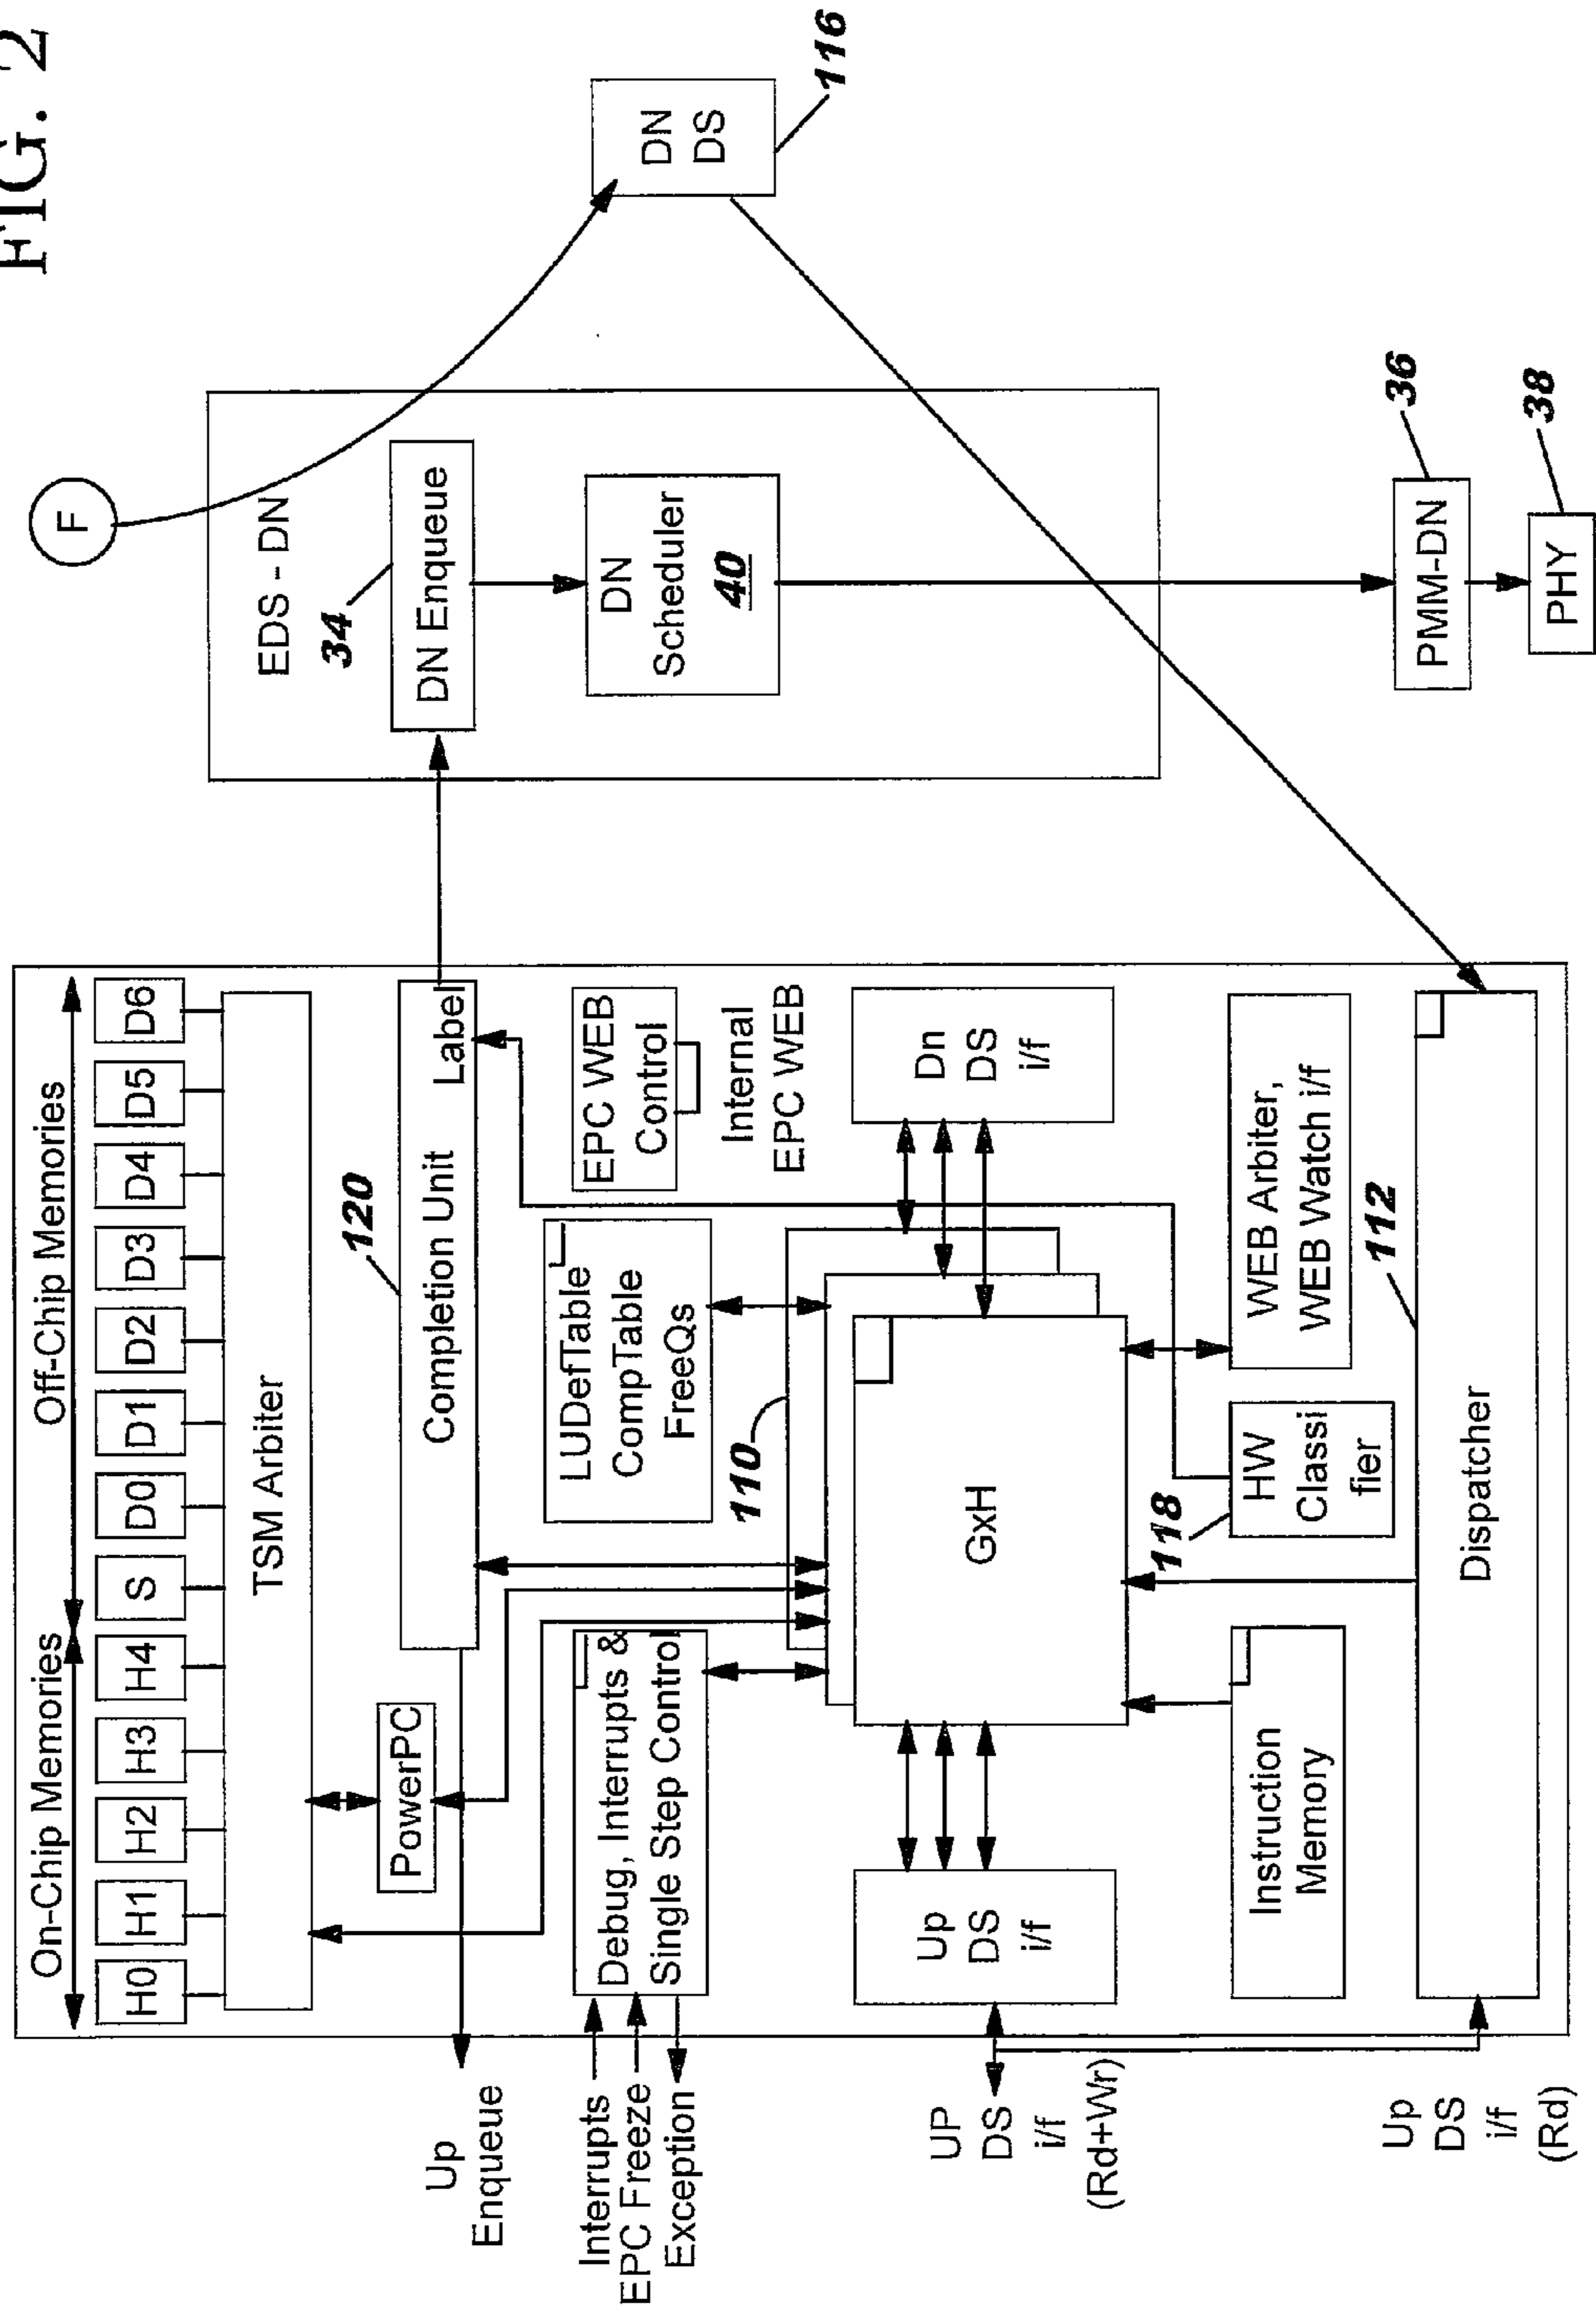 FIG. 2
On-Chip Memories
Off-Chip Memories
H0
H1
H2
H3
H4
S
D0
D1
D2
D3
D4
D5
D6
TSM Arbiter
PowerPC
120
Completion Unit
Label
Up
Enqueue
Interrupts
EPC Freeze
Exception
Debug, Interrupts &
Single Step Control
LUDefTable
CompTable
FreeQs
EPC WEB
Control
Internal
EPC WEB
110
GxH
Up
DS
i/f
Dn
DS
i/f
UP
DS
i/f
(Rd+Wr)
Instruction
Memory
118
HW
Classi
fier
WEB Arbiter,
WEB Watch i/f
112
Dispatcher
Up
DS
i/f
(Rd)
F
EDS - DN
34
DN Enqueue
DN
Scheduler
40
DN
DS
116
PMM-DN
36
PHY
38